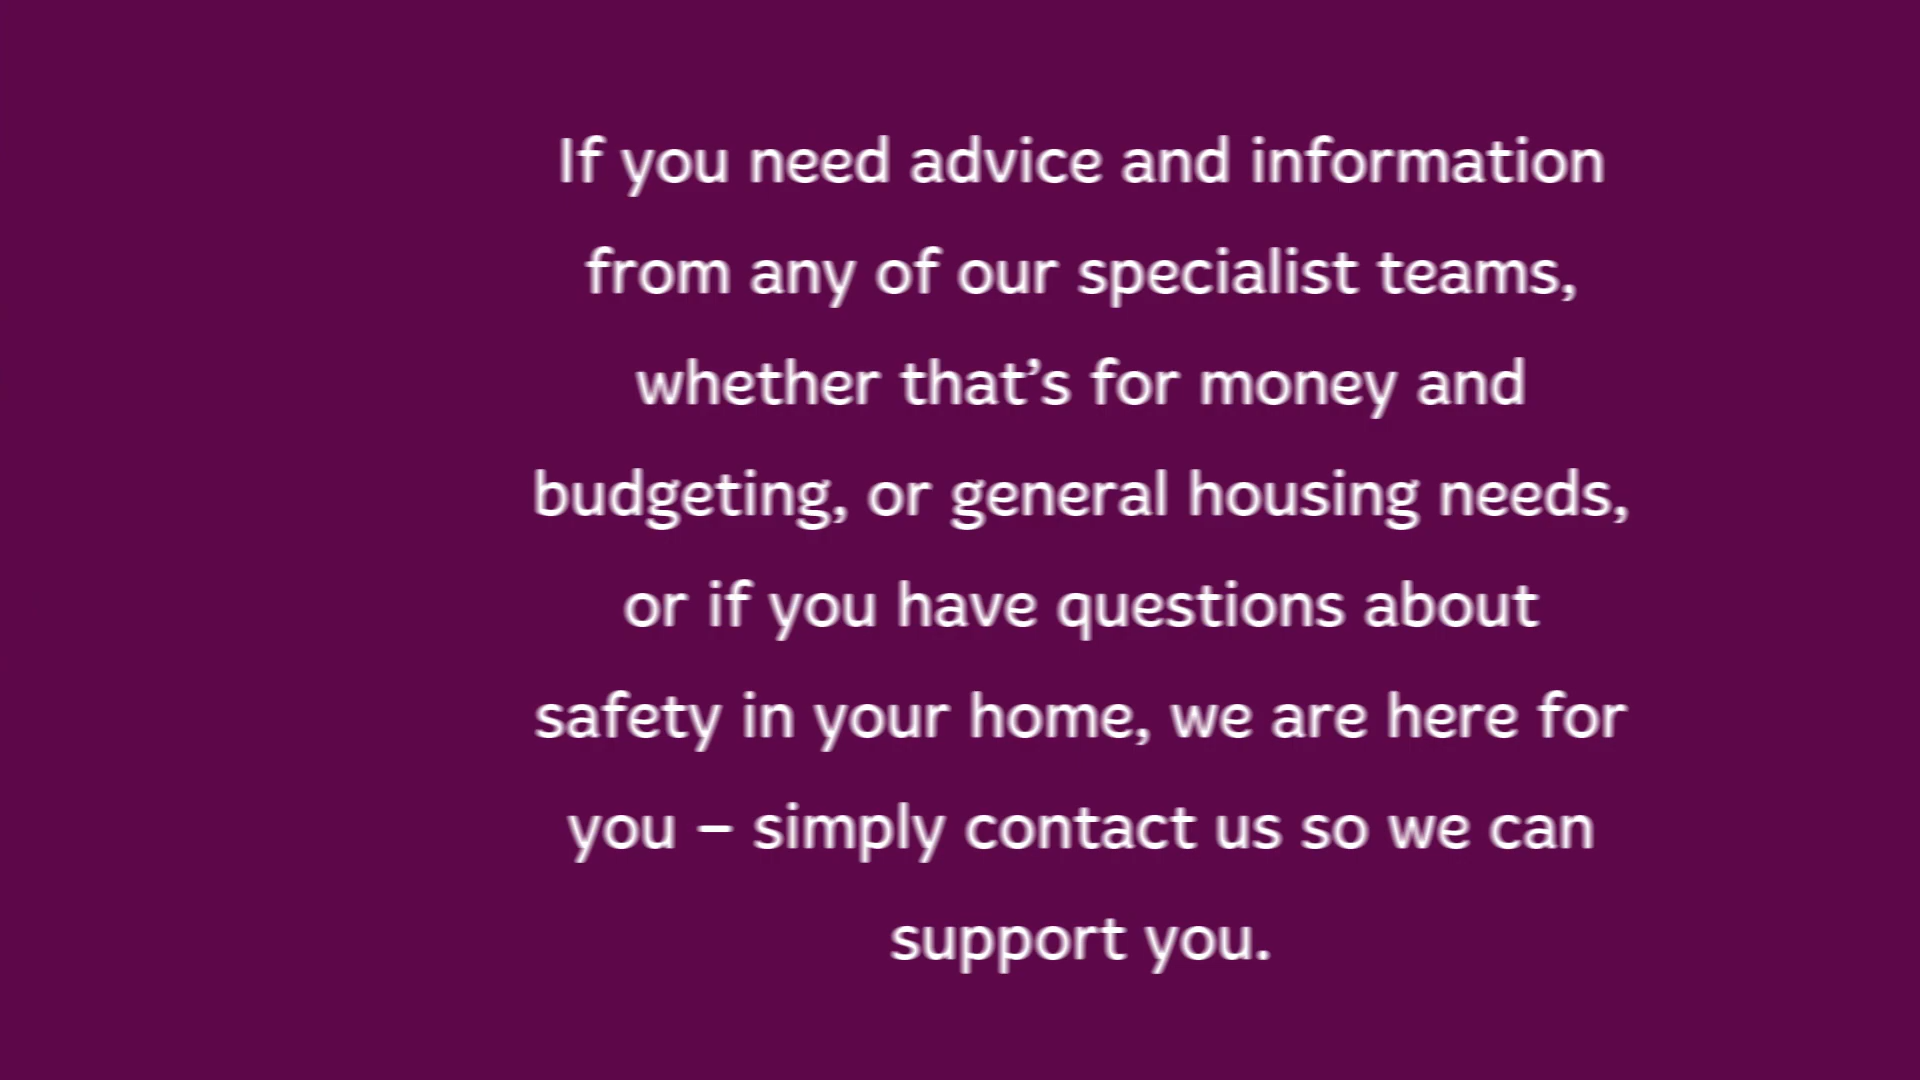 If you need advice and information
from any of our specialist teams,
whether that’s for money and
budgeting, or general housing needs,
or if you have questions about
safety in your home, we are here for
you – simply contact us so we can
support you.